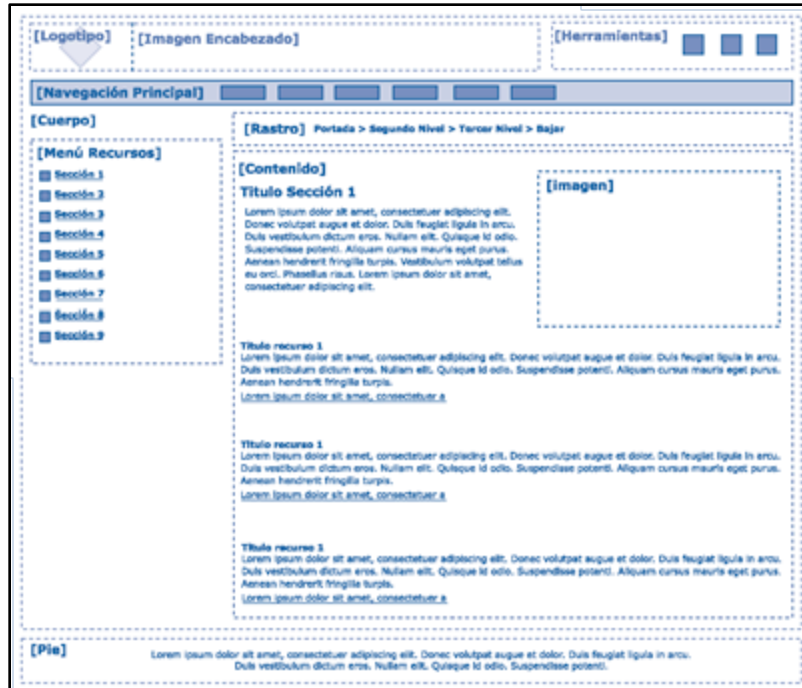 [Logotipo]
[Imagen Encabezado]
[Herramientas]
[Navegación Principal]
[Cuerpo]
[Menú Recursos]
Sección 1
Sección 2
Sección 3
Sección 4
Sección 5
Sección 6
Sección 7
Sección 8
Sección 9
[Rastro] Portada > Segundo Nivel > Tercer Nivel > Bajar
[Contenido]
Titulo Sección 1
Lorem ipsum dolor sit amet, consectetuer adipiscing elit.
Donec volutpat augue et dolor. Duis feugiat ligula in arcu.
Duis vestibulum dictum eros. Nullam elit. Quisque id odio.
Suspendisse potenti. Aliquam cursus mauris eget purus.
Aenean hendrerit fringilla turpis. Vestibulum volutpat tellus
eu orci. Phasellus risus. Lorem ipsum dolor sit amet,
consectetuer adipiscing elit.
[imagen]
Titulo recurso 1
Lorem ipsum dolor sit amet, consectetuer adipiscing elit. Donec volutpat augue et dolor. Duis feugiat ligula in arcu.
Duis vestibulum dictum eros. Nullam elit. Quisque id odio. Suspendisse potenti. Aliquam cursus mauris eget purus.
Aenean hendrerit fringilla turpis.
Lorem ipsum dolor sit amet, consectetuer a
Titulo recurso 1
Lorem ipsum dolor sit amet, consectetuer adipiscing elit. Donec volutpat augue et dolor. Duis feugiat ligula in arcu.
Duis vestibulum dictum eros. Nullam elit. Quisque id odio. Suspendisse potenti. Aliquam cursus mauris eget purus.
Aenean hendrerit fringilla turpis.
Lorem ipsum dolor sit amet, consectetuer a
Titulo recurso 1
Lorem ipsum dolor sit amet, consectetuer adipiscing elit. Donec volutpat augue et dolor. Duis feugiat ligula in arcu.
Duis vestibulum dictum eros. Nullam elit. Quisque id odio. Suspendisse potenti. Aliquam cursus mauris eget purus.
Aenean hendrerit fringilla turpis.
Lorem ipsum dolor sit amet, consectetuer a
[Pie]
Lorem ipsum dolor sit amet, consectetuer adipiscing elit. Donec volutpat augue et dolor. Duis feugiat ligula in arcu.
Duis vestibulum dictum eros. Nullam elit. Quisque id odio. Suspendisse potenti.